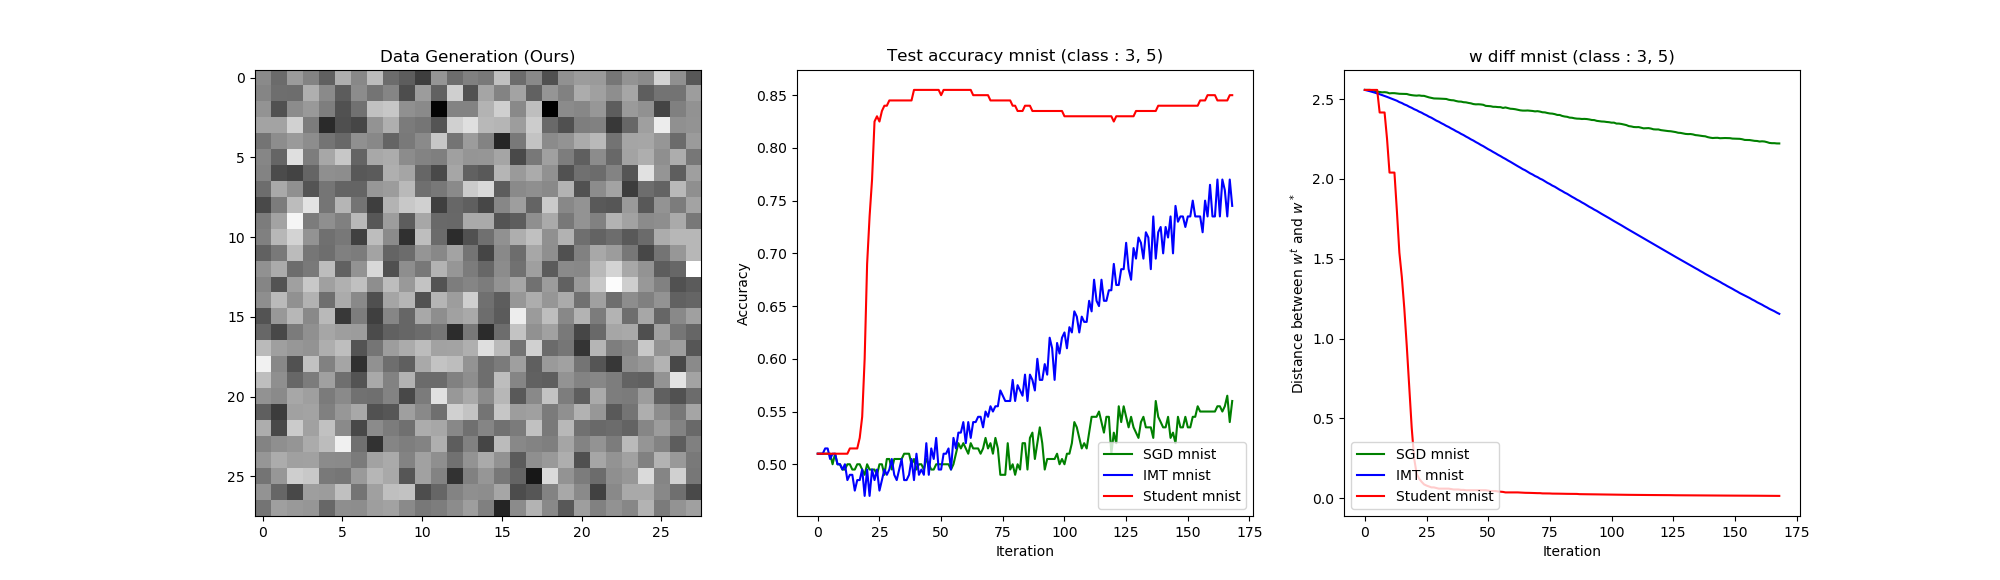 Data Generation (Ours)
0
5
10
15
20
25
0 5 10 15 20 25
Test accuracy mnist (class : 3, 5)
Accuracy
0.85
0.80
0.75
0.70
0.65
0.60
0.55
0.50
SGD mnist
IMT mnist
Student mnist
0 25 50 75 100 125 150 175
Iteration
w diff mnist (class : 3, 5)
Distance between w^t and w^*
2.5
2.0
1.5
1.0
0.5
0.0
SGD mnist
IMT mnist
Student mnist
0 25 50 75 100 125 150 175
Iteration